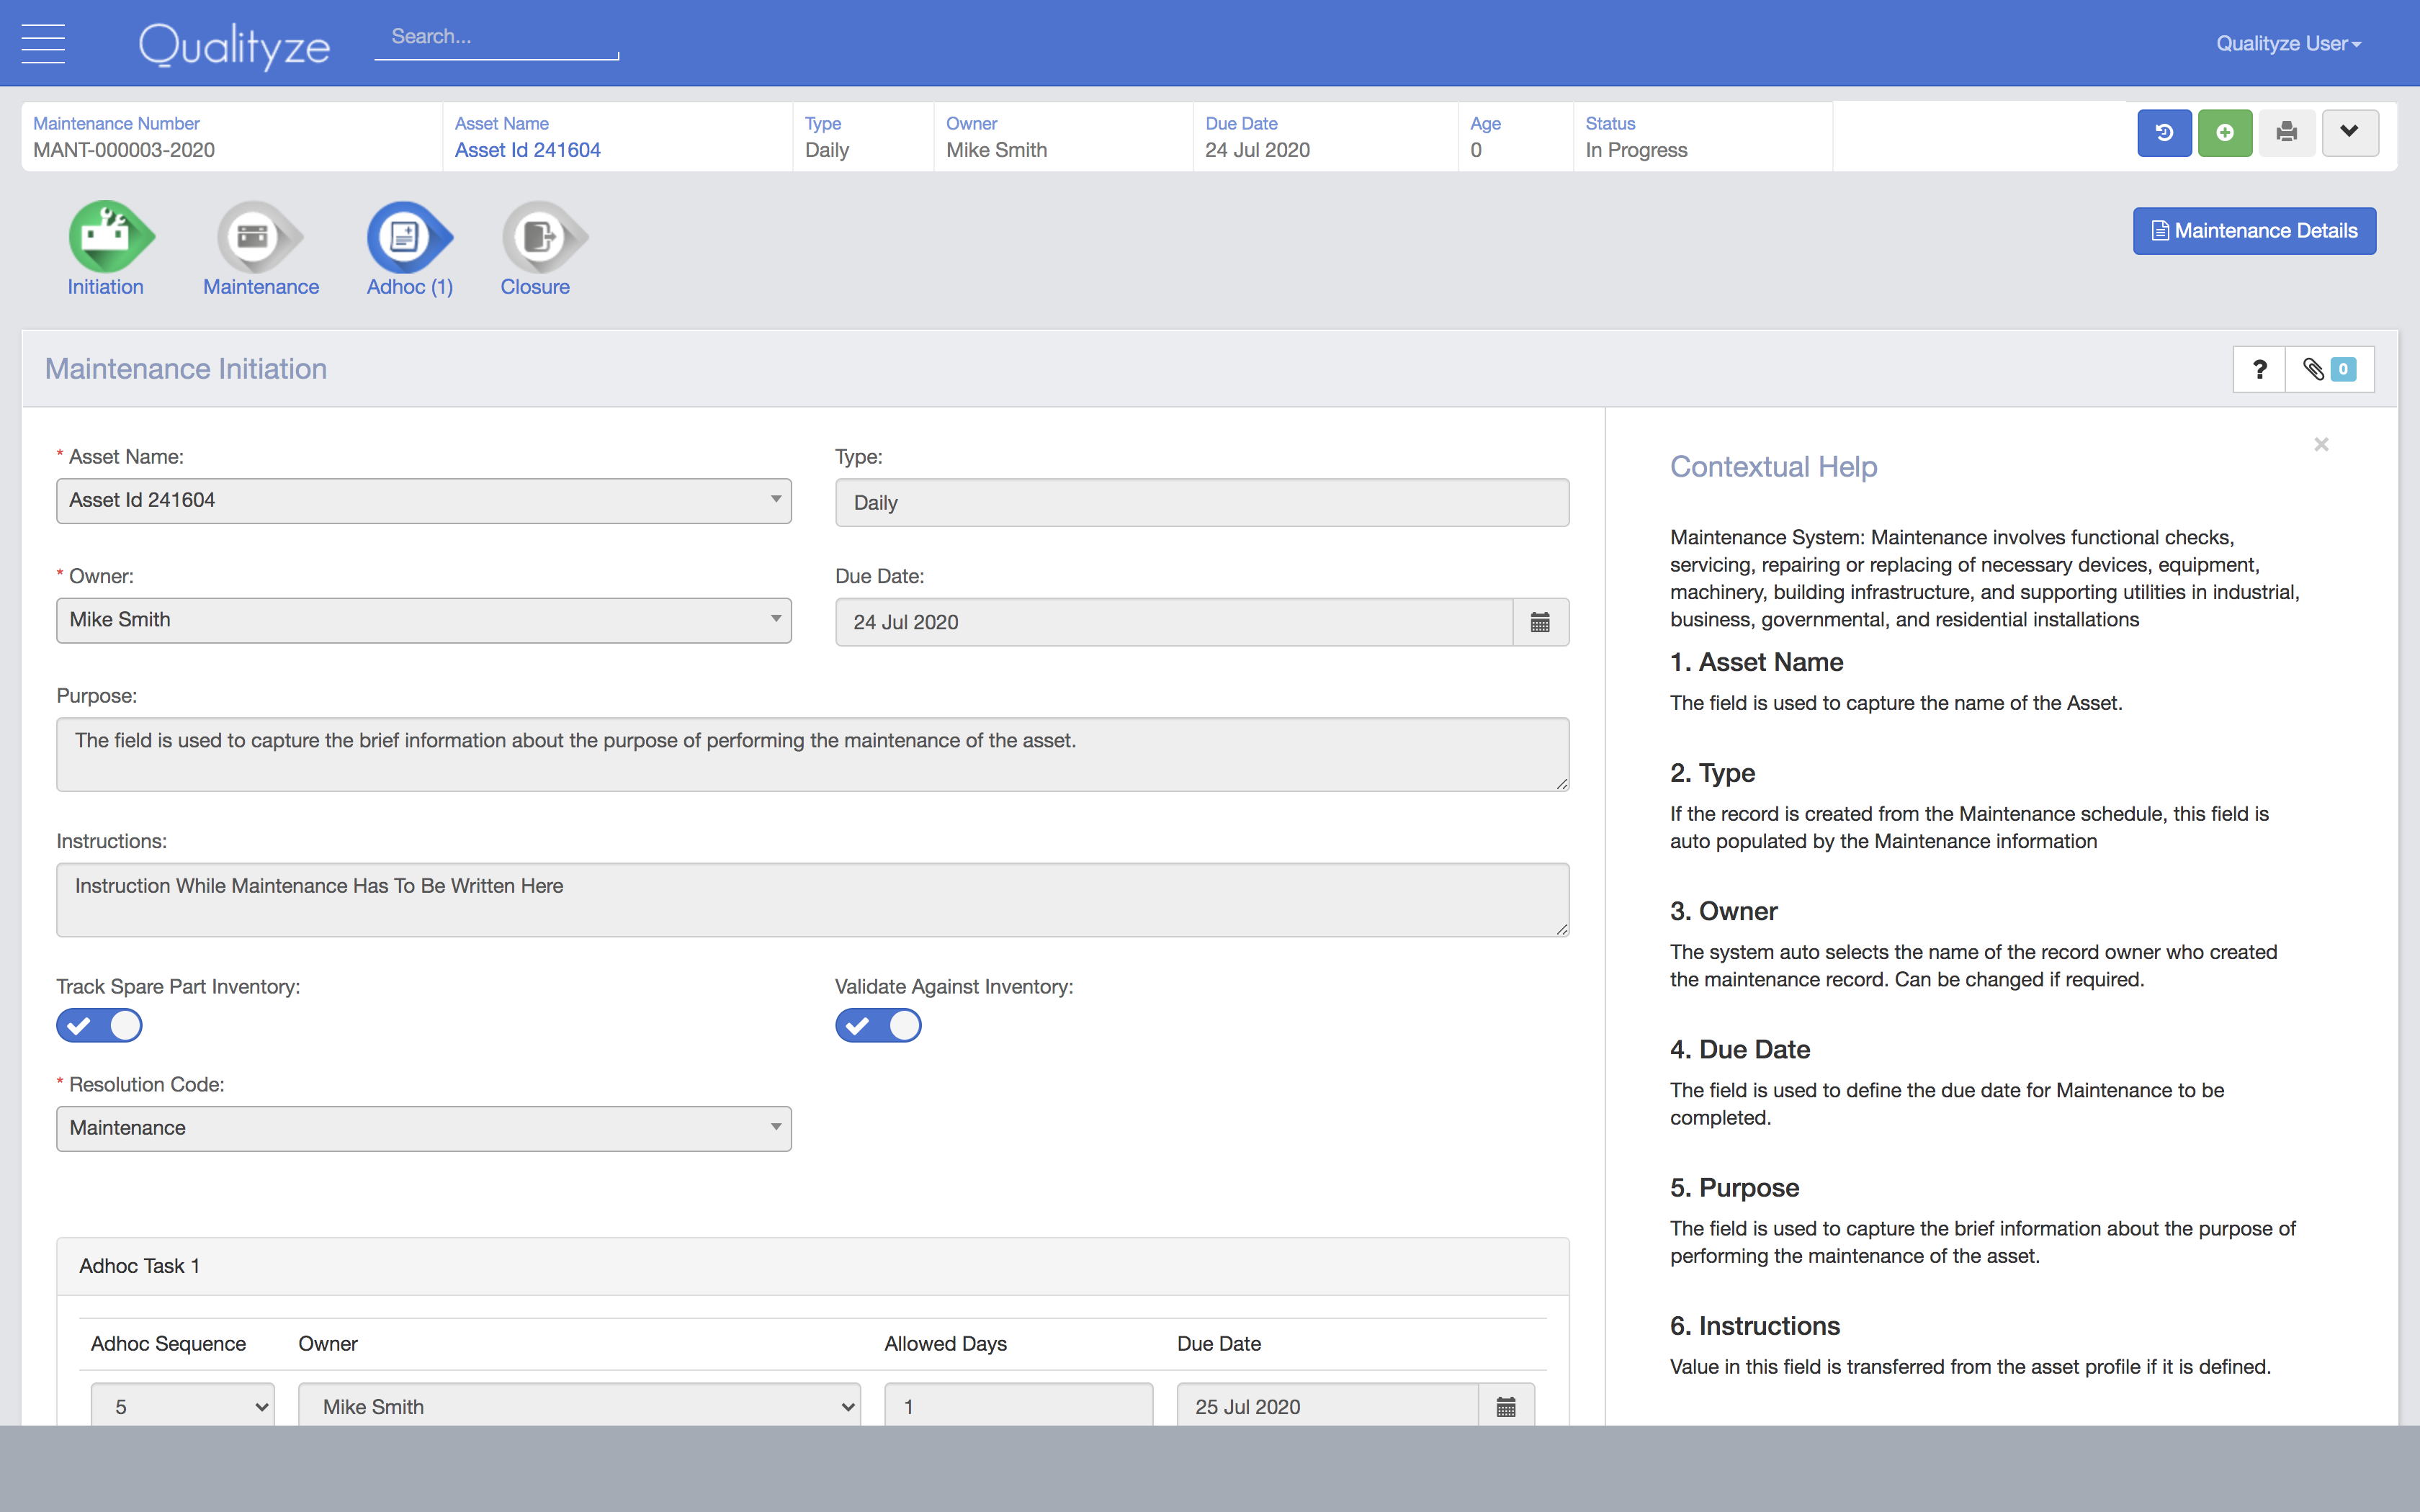 Qualityze
Search...
Qualityze User
Maintenance Number
MANT-000003-2020
Asset Name
Asset Id 241604
Type
Daily
Owner
Mike Smith
Due Date
24 Jul 2020
Age
0
Status
In Progress
Initiation
Maintenance
Adhoc (1)
Closure
Maintenance Details
Maintenance Initiation
?
0
* Asset Name:
Asset Id 241604
Type:
Daily
* Owner:
Mike Smith
Due Date:
24 Jul 2020
Purpose:
The field is used to capture the brief information about the purpose of performing the maintenance of the asset.
Instructions:
Instruction While Maintenance Has To Be Written Here
Track Spare Part Inventory:
Validate Against Inventory:
* Resolution Code:
Maintenance
Adhoc Task 1
Adhoc Sequence
Owner
Allowed Days
Due Date
5
Mike Smith
1
25 Jul 2020
×
Contextual Help
Maintenance System: Maintenance involves functional checks,
servicing, repairing or replacing of necessary devices, equipment,
machinery, building infrastructure, and supporting utilities in industrial,
business, governmental, and residential installations
1. Asset Name
The field is used to capture the name of the Asset.
2. Type
If the record is created from the Maintenance schedule, this field is
auto populated by the Maintenance information
3. Owner
The system auto selects the name of the record owner who created
the maintenance record. Can be changed if required.
4. Due Date
The field is used to define the due date for Maintenance to be
completed.
5. Purpose
The field is used to capture the brief information about the purpose of
performing the maintenance of the asset.
6. Instructions
Value in this field is transferred from the asset profile if it is defined.